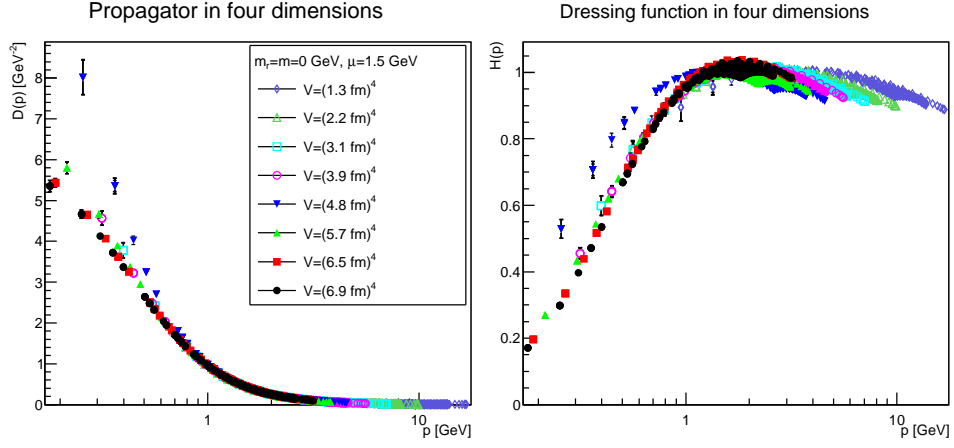 Propagator in four dimensions
D(p) [GeV⁻²]
8
7
6
5
4
3
2
1
0
1
10
p [GeV]
mᵣ=m=0 GeV, μ=1.5 GeV
V=(1.3 fm)⁴
V=(2.2 fm)⁴
V=(3.1 fm)⁴
V=(3.9 fm)⁴
V=(4.8 fm)⁴
V=(5.7 fm)⁴
V=(6.5 fm)⁴
V=(6.9 fm)⁴
Dressing function in four dimensions
H(p)
1
0.8
0.6
0.4
0.2
0
1
10
p [GeV]